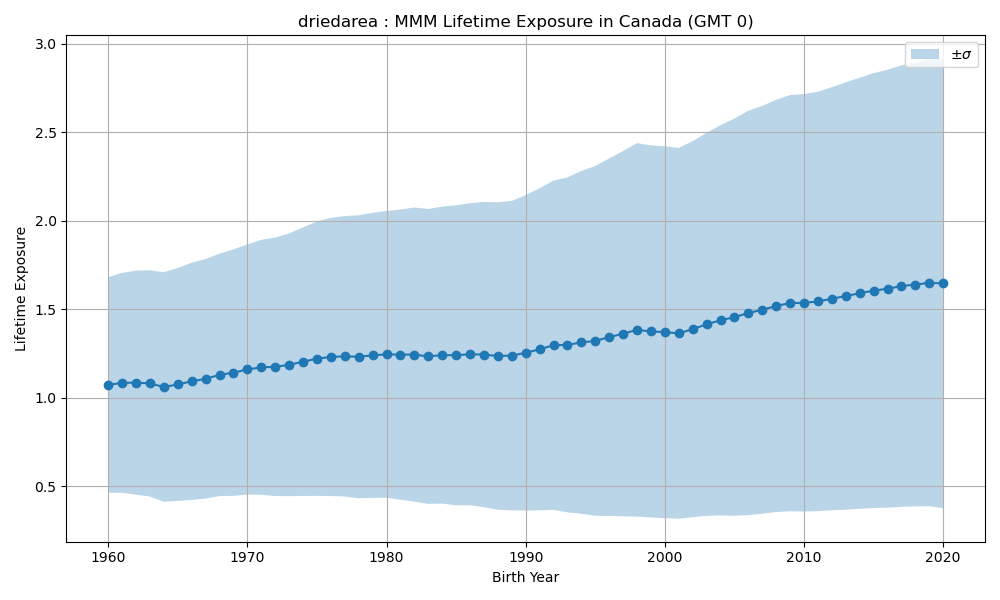 driedarea : MMM Lifetime Exposure in Canada (GMT 0)
±σ
3.0
2.5
2.0
1.5
1.0
0.5
Lifetime Exposure
1960 1970 1980 1990 2000 2010 2020
Birth Year